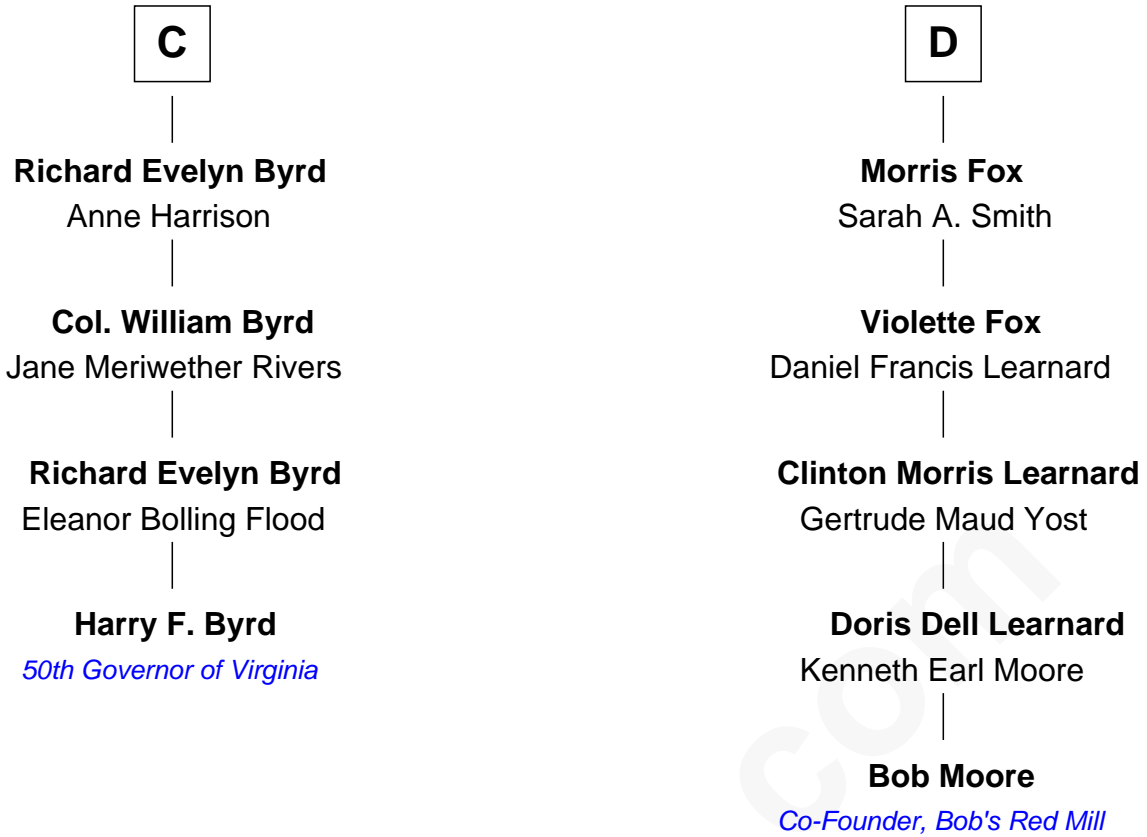 C
Richard Evelyn Byrd
Anne Harrison
Col. William Byrd
Jane Meriwether Rivers
Richard Evelyn Byrd
Eleanor Bolling Flood
Harry F. Byrd
50th Governor of Virginia
D
Morris Fox
Sarah A. Smith
Violette Fox
Daniel Francis Learnard
Clinton Morris Learnard
Gertrude Maud Yost
Doris Dell Learnard
Kenneth Earl Moore
Bob Moore
Co-Founder, Bob's Red Mill
com